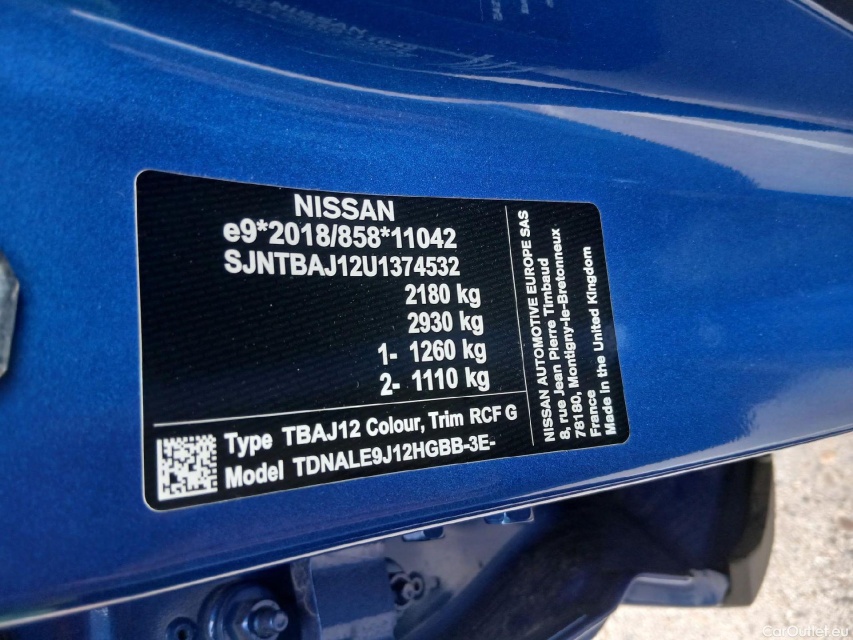 NISSAN
e9*2018/858*11042
SJNTBAJ12U1374532
2180 kg
2930 kg
1- 1260 kg
2- 1110 kg
Type TBAJ12 Colour, Trim RCF G
Model TDNALE9J12HGBB-3E-
NISSAN AUTOMOTIVE EUROPE SAS
8, rue Jean Pierre Timbaud
78180, Montigny-le-Bretonneux
France
Made in the United Kingdom
CarOutlet.eu